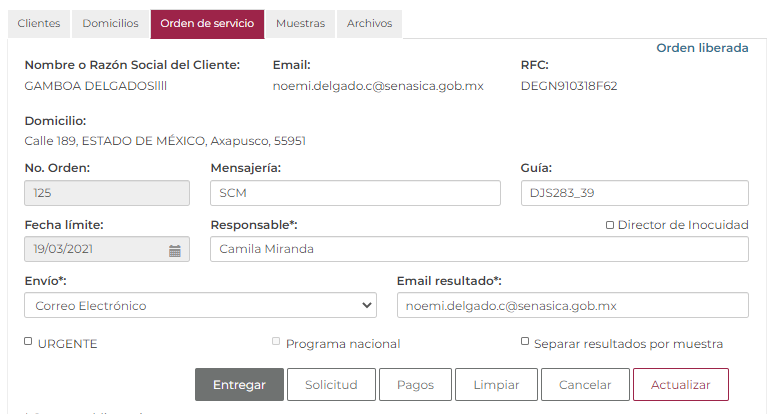 Clientes Domicilios Orden de servicio Muestras Archivos
Orden liberada
Nombre o Razón Social del Cliente: Email: RFC:
GAMBOA DELGADOSllll noemi.delgado.c@senasica.gob.mx DEGN910318F62
Domicilio:
Calle 189, ESTADO DE MÉXICO, Axapusco, 55951
No. Orden: Mensajería: Guía:
125 SCM DJS283_39
Fecha límite: Responsable*: Director de Inocuidad
19/03/2021 Camila Miranda
Envío*: Email resultado*:
Correo Electrónico noemi.delgado.c@senasica.gob.mx
URGENTE Programa nacional Separar resultados por muestra
Entregar Solicitud Pagos Limpiar Cancelar Actualizar